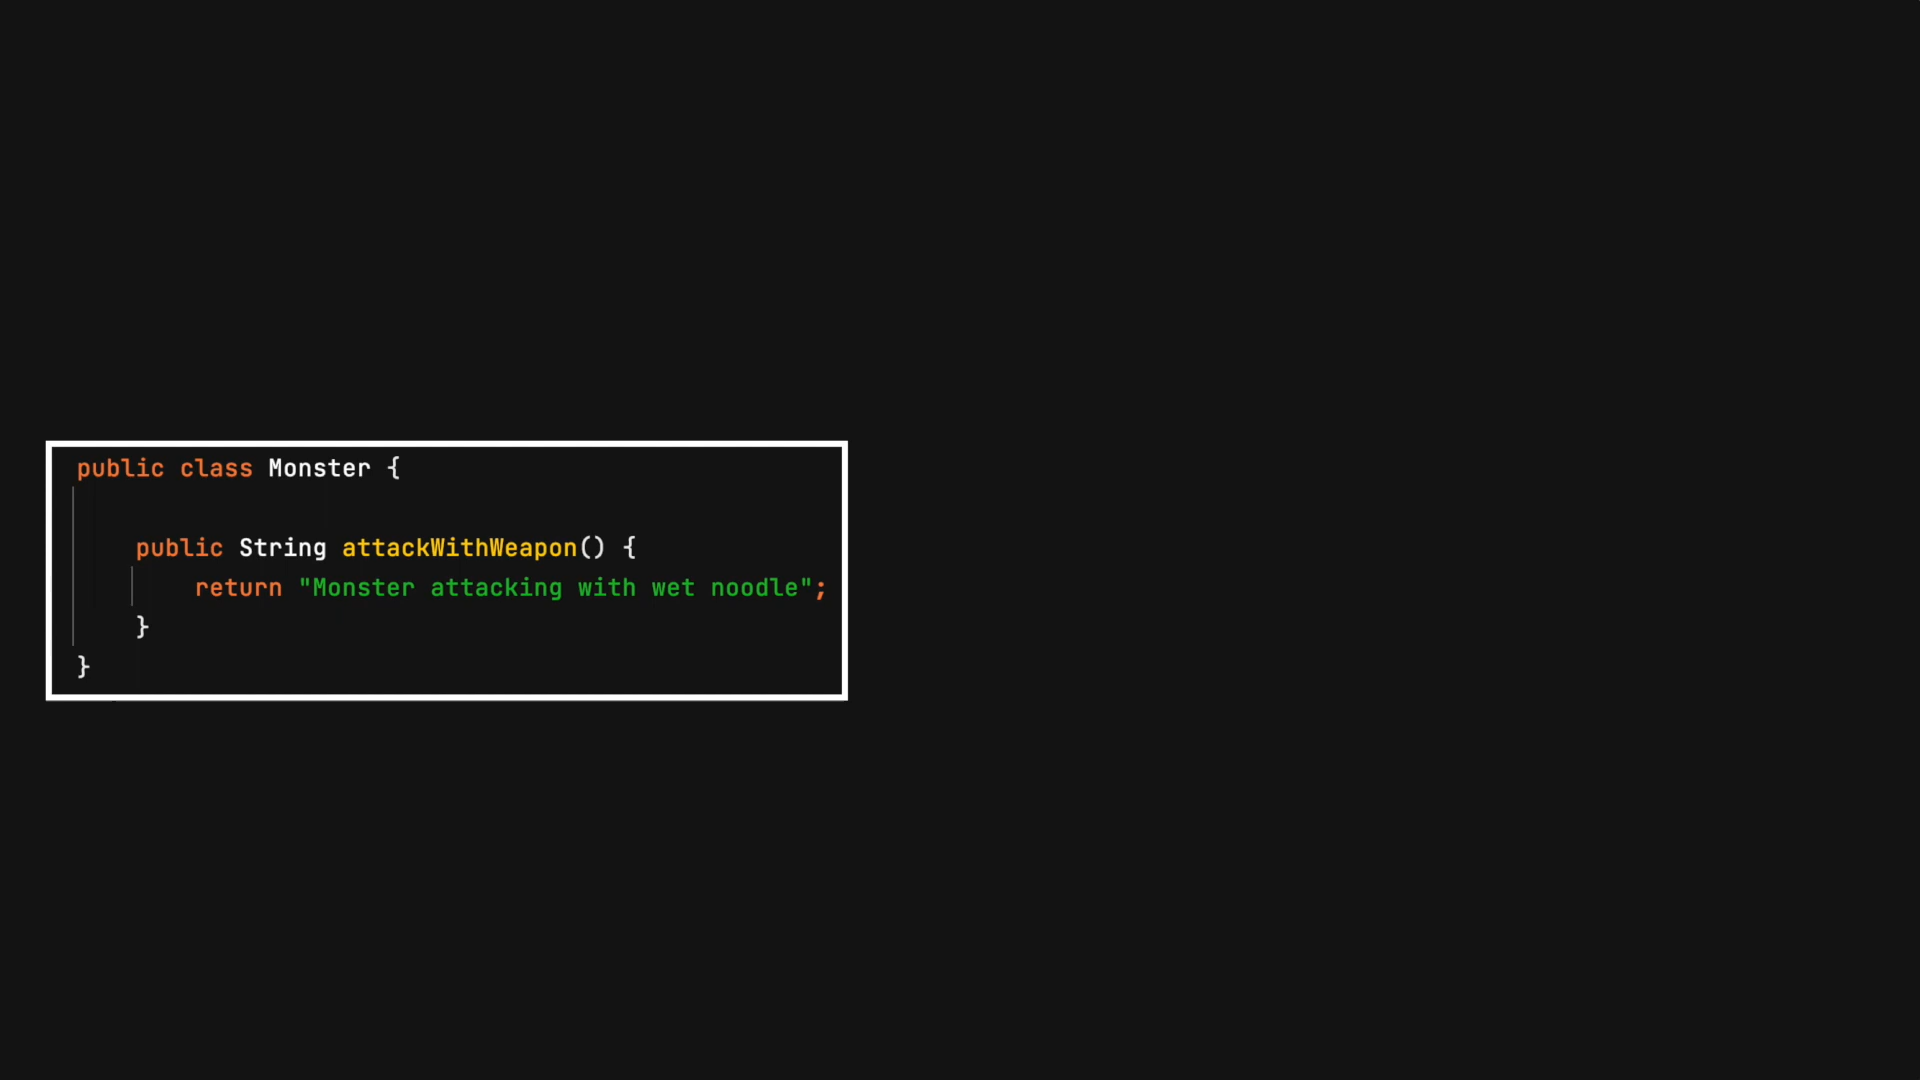 public class Monster {
public String attackWithWeapon() {
return "Monster attacking with wet noodle";
}
}